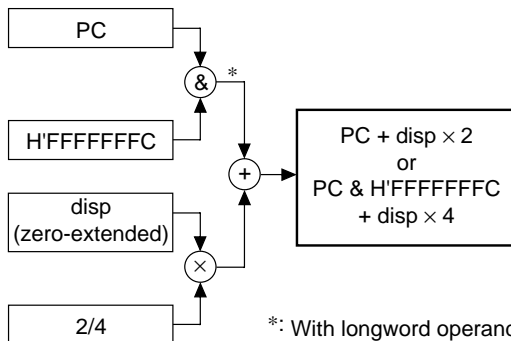 PC
&
*
H'FFFFFFFC
+
PC + disp × 2
or
PC & H'FFFFFFFC
+ disp × 4
disp
(zero-extended)
×
2/4
*: With longword operand